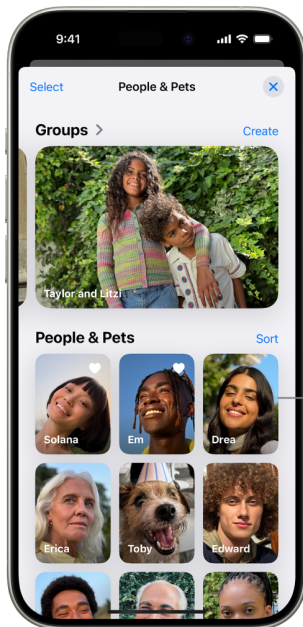 9:41
Select People & Pets
Groups Create
Taylor and Litzi
People & Pets Sort
Solana Em Drea
Erica Toby Edward